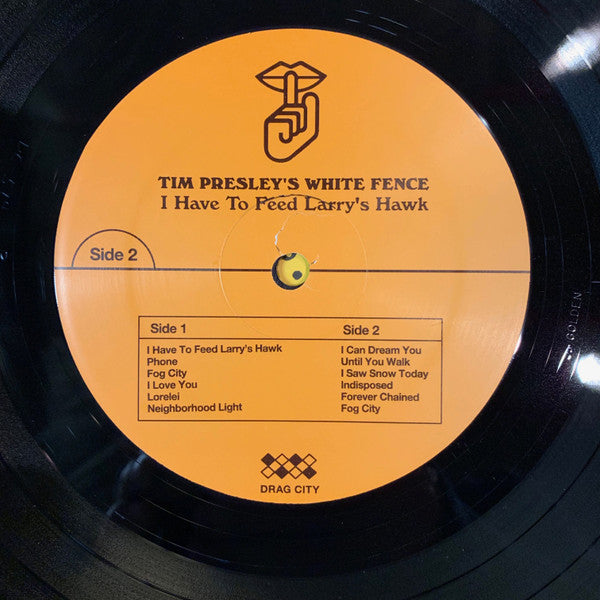 TIM PRESLEY'S WHITE FENCE
I Have To Feed Larry's Hawk
Side 2
Side 1 Side 2
I Have To Feed Larry's Hawk I Can Dream You
Phone Until You Walk
Fog City I Saw Snow Today
I Love You Indisposed
Lorelei Forever Chained
Neighborhood Light Fog City
DRAG CITY
GOLDEN